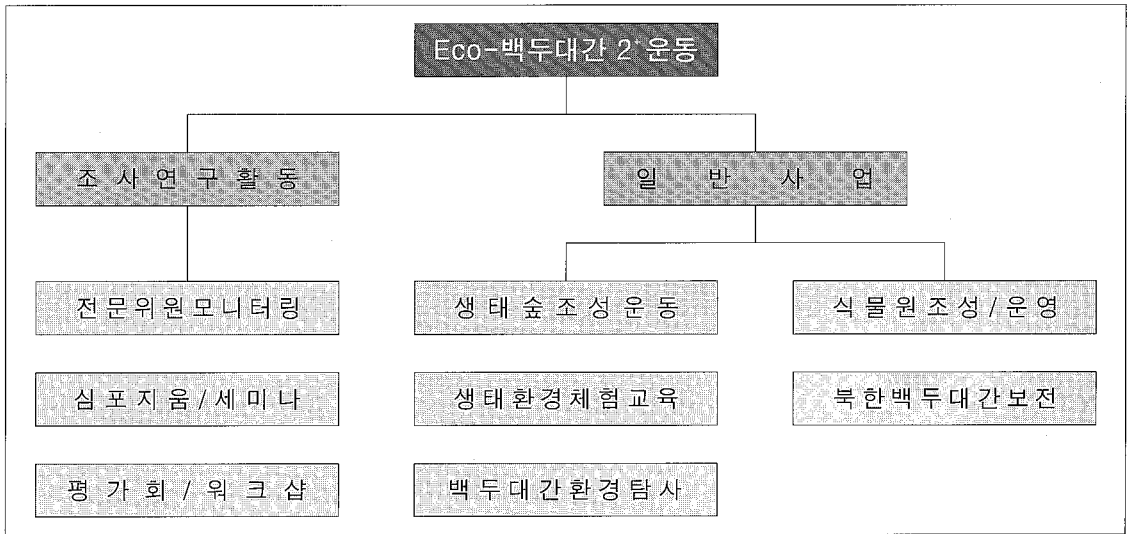 Eco-백두대간 2⁺운동
조사연구활동
일반사업
전문위원모니터링
생태숲조성운동
식물원조성/운영
심포지움/세미나
생태환경체험교육
북한백두대간보전
평가회/워크샵
백두대간환경탐사